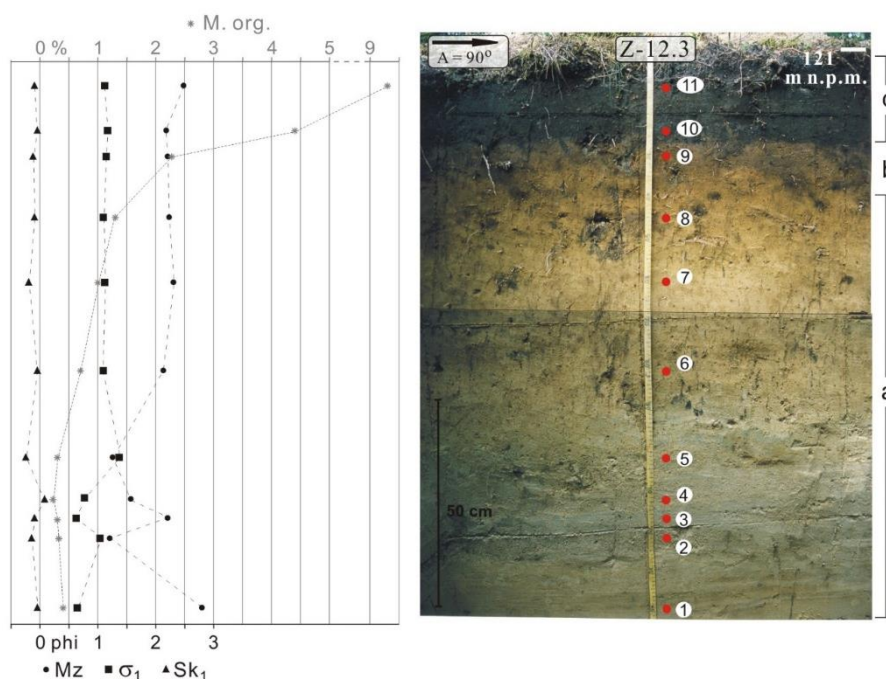 M. org.
0 % 1 2 3 4 5 9
0 phi 1 2 3
Mz σ₁ Sk₁
A = 90°
Z-12.3
121
m n.p.m.
11
10
9
8
7
6
5
4
3
2
1
50 cm
c
b
a